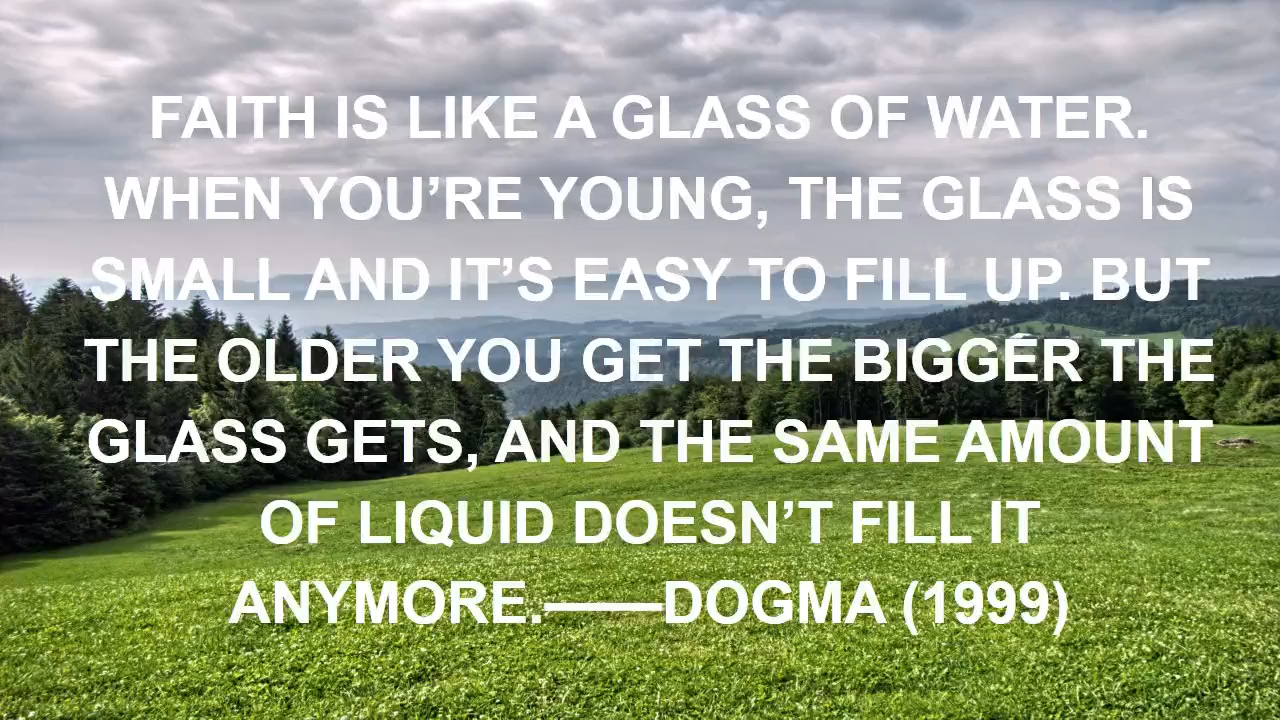 FAITH IS LIKE A GLASS OF WATER.
WHEN YOU’RE YOUNG, THE GLASS IS
SMALL AND IT’S EASY TO FILL UP. BUT
THE OLDER YOU GET THE BIGGER THE
GLASS GETS, AND THE SAME AMOUNT
OF LIQUID DOESN’T FILL IT
ANYMORE.——DOGMA (1999)